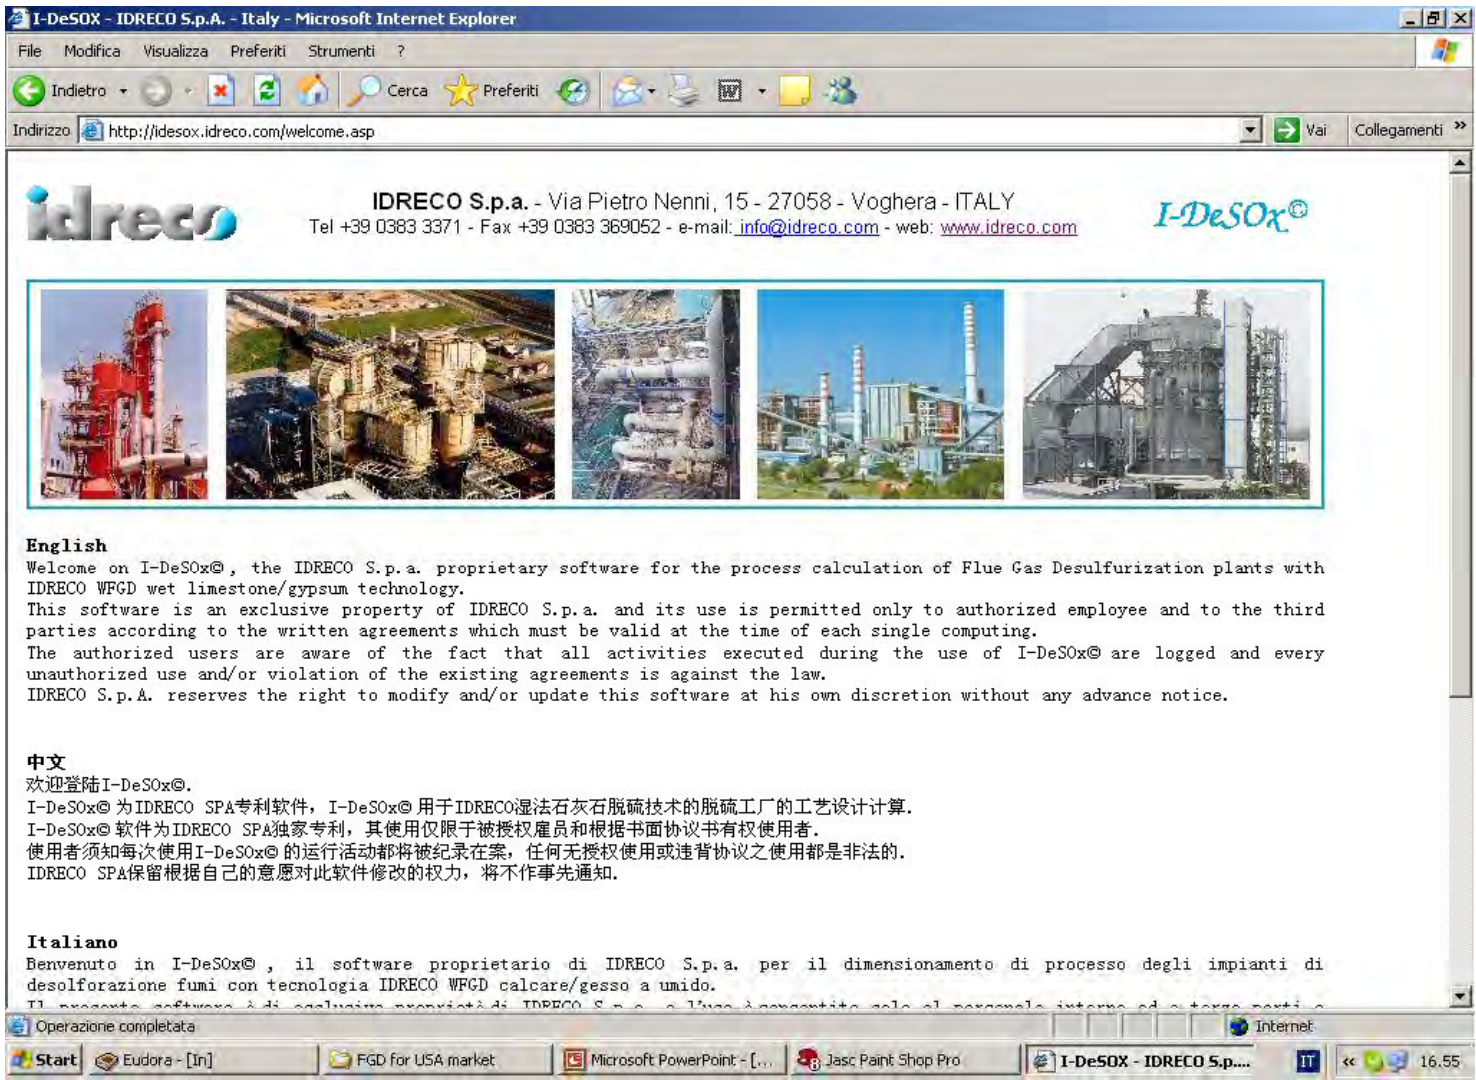 I-DeSOX - IDRECO S.p.A. - Italy - Microsoft Internet Explorer
File Modifica Visualizza Preferiti Strumenti ?
Indietro Cerca Preferiti
Indirizzo http://idesox.idreco.com/welcome.asp Vai Collegamenti »
idreco
IDRECO S.p.a. - Via Pietro Nenni, 15 - 27058 - Voghera - ITALY
Tel +39 0383 3371 - Fax +39 0383 369052 - e-mail: info@idreco.com - web: www.idreco.com
I-DeSOx©
English
Welcome on I-DeSOx©, the IDRECO S.p.a. proprietary software for the process calculation of Flue Gas Desulfurization plants with
IDRECO WFGD wet limestone/gypsum technology.
This software is an exclusive property of IDRECO S.p.a. and its use is permitted only to authorized employee and to the third
parties according to the written agreements which must be valid at the time of each single computing.
The authorized users are aware of the fact that all activities executed during the use of I-DeSOx© are logged and every
unauthorized use and/or violation of the existing agreements is against the law.
IDRECO S.p.A. reserves the right to modify and/or update this software at his own discretion without any advance notice.
中文
欢迎登陆I-DeSOx©.
I-DeSOx© 为IDRECO SPA专利软件, I-DeSOx© 用于IDRECO湿法石灰石脱硫技术的脱硫工厂的工艺设计计算.
I-DeSOx© 软件为IDRECO SPA独家专利, 其使用仅限于被授权雇员和根据书面协议书有权使用者.
使用者须知每次使用I-DeSOx© 的运行活动都将被纪录在案, 任何无授权使用或违背协议之使用都是非法的.
IDRECO SPA保留根据自己的意愿对此软件修改的权力, 将不作事先通知.
Italiano
Benvenuto in I-DeSOx© , il software proprietario di IDRECO S.p.a. per il dimensionamento di processo degli impianti di
desolforazione fumi con tecnologia IDRECO WFGD calcare/gesso a umido.
Il presente software è di esclusiva proprietà di IDRECO S.p.a. e l'uso è consentito solo al personale interno ed a terze parti
Operazione completata Internet
Start Eudora - [In] FGD for USA market Microsoft PowerPoint - [... Jasc Paint Shop Pro I-DeSOX - IDRECO S.p.... IT « 16.55